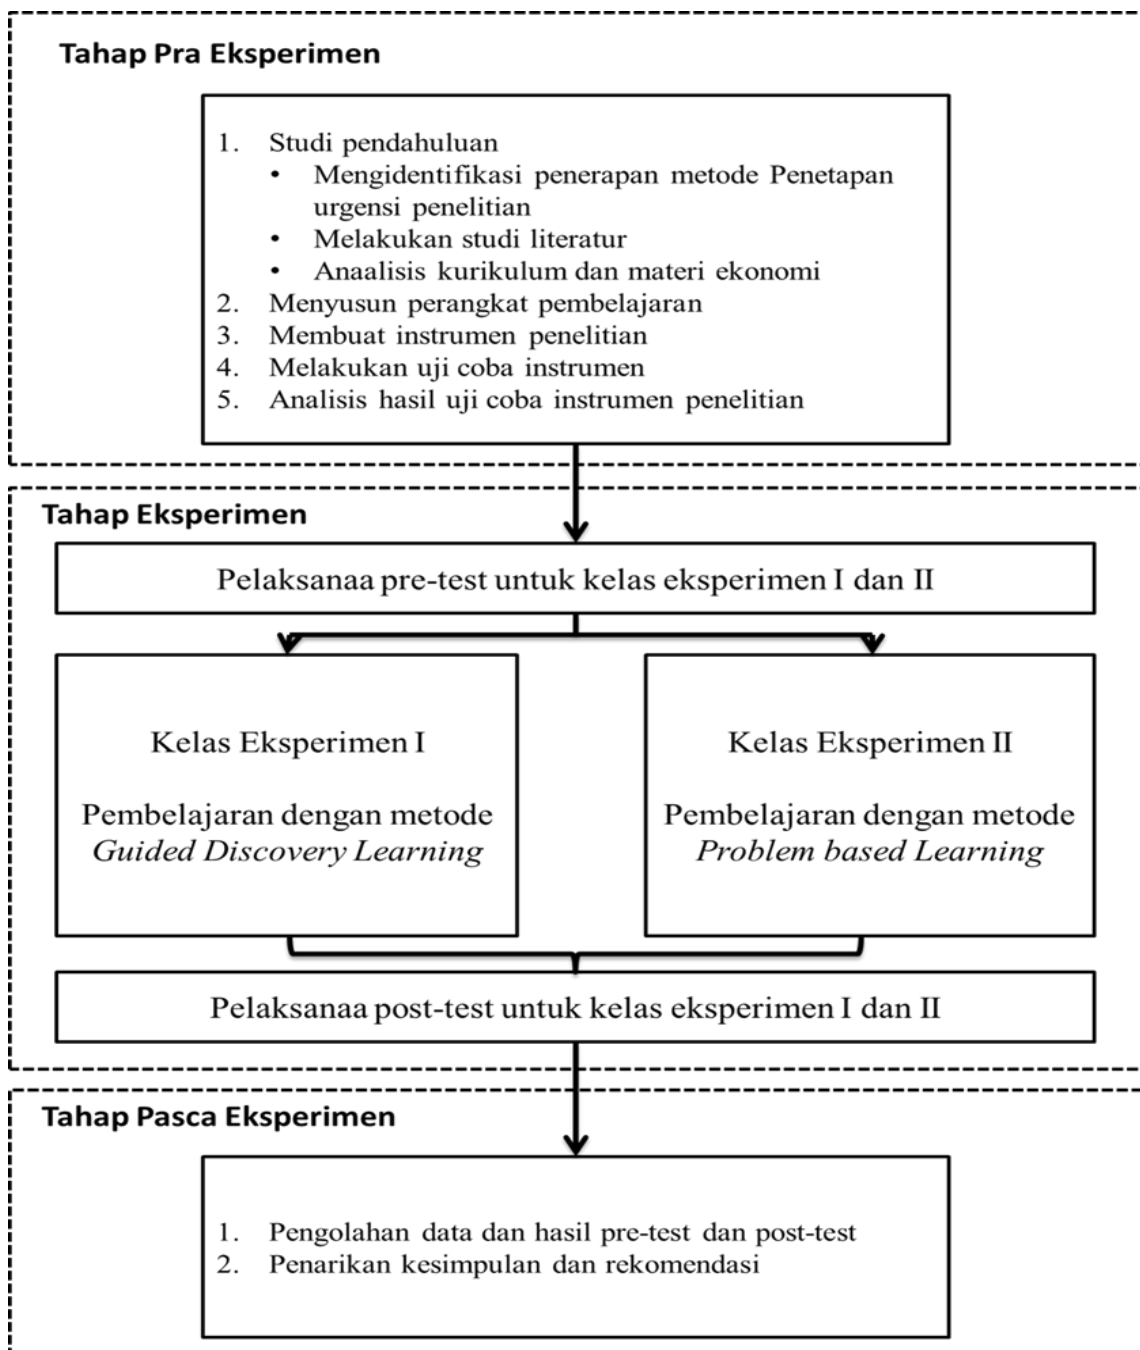 Tahap Pra Eksperimen
1. Studi pendahuluan
• Mengidentifikasi penerapan metode Penetapan
urgensi penelitian
• Melakukan studi literatur
• Anaalisis kurikulum dan materi ekonomi
2. Menyusun perangkat pembelajaran
3. Membuat instrumen penelitian
4. Melakukan uji coba instrumen
5. Analisis hasil uji coba instrumen penelitian
Tahap Eksperimen
Pelaksanaa pre-test untuk kelas eksperimen I dan II
Kelas Eksperimen I
Pembelajaran dengan metode
Guided Discovery Learning
Kelas Eksperimen II
Pembelajaran dengan metode
Problem based Learning
Pelaksanaa post-test untuk kelas eksperimen I dan II
Tahap Pasca Eksperimen
1. Pengolahan data dan hasil pre-test dan post-test
2. Penarikan kesimpulan dan rekomendasi